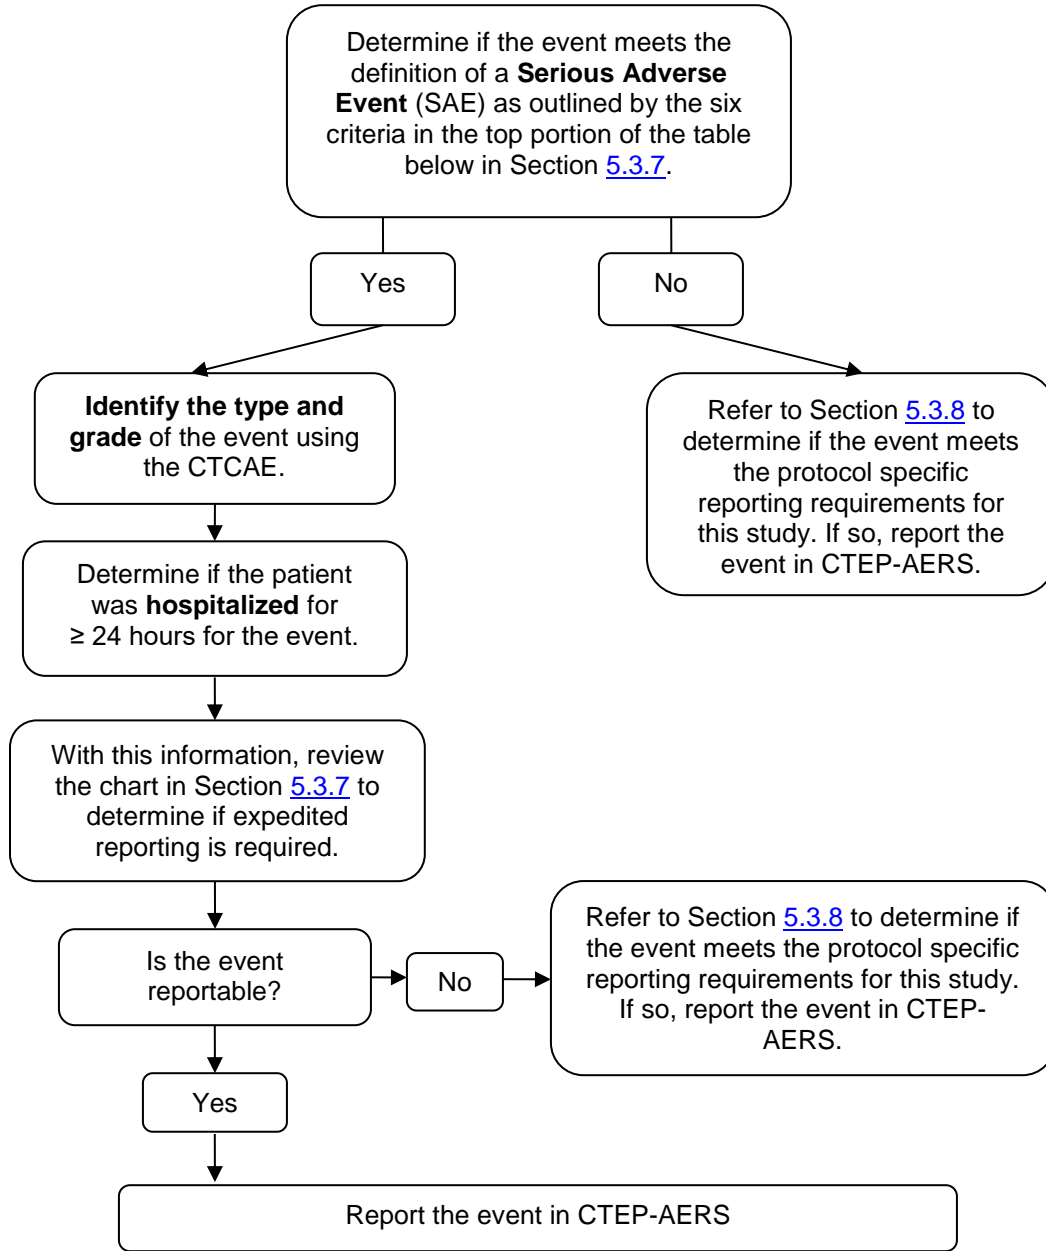 Determine if the event meets the
definition of a Serious Adverse
Event (SAE) as outlined by the six
criteria in the top portion of the table
below in Section 5.3.7.
Yes
No
Identify the type and
grade of the event using
the CTCAE.
Refer to Section 5.3.8 to
determine if the event meets
the protocol specific
reporting requirements for
this study. If so, report the
event in CTEP-AERS.
Determine if the patient
was hospitalized for
≥ 24 hours for the event.
With this information, review
the chart in Section 5.3.7 to
determine if expedited
reporting is required.
Is the event
reportable?
No
Refer to Section 5.3.8 to determine if
the event meets the protocol specific
reporting requirements for this study.
If so, report the event in CTEP-
AERS.
Yes
Report the event in CTEP-AERS